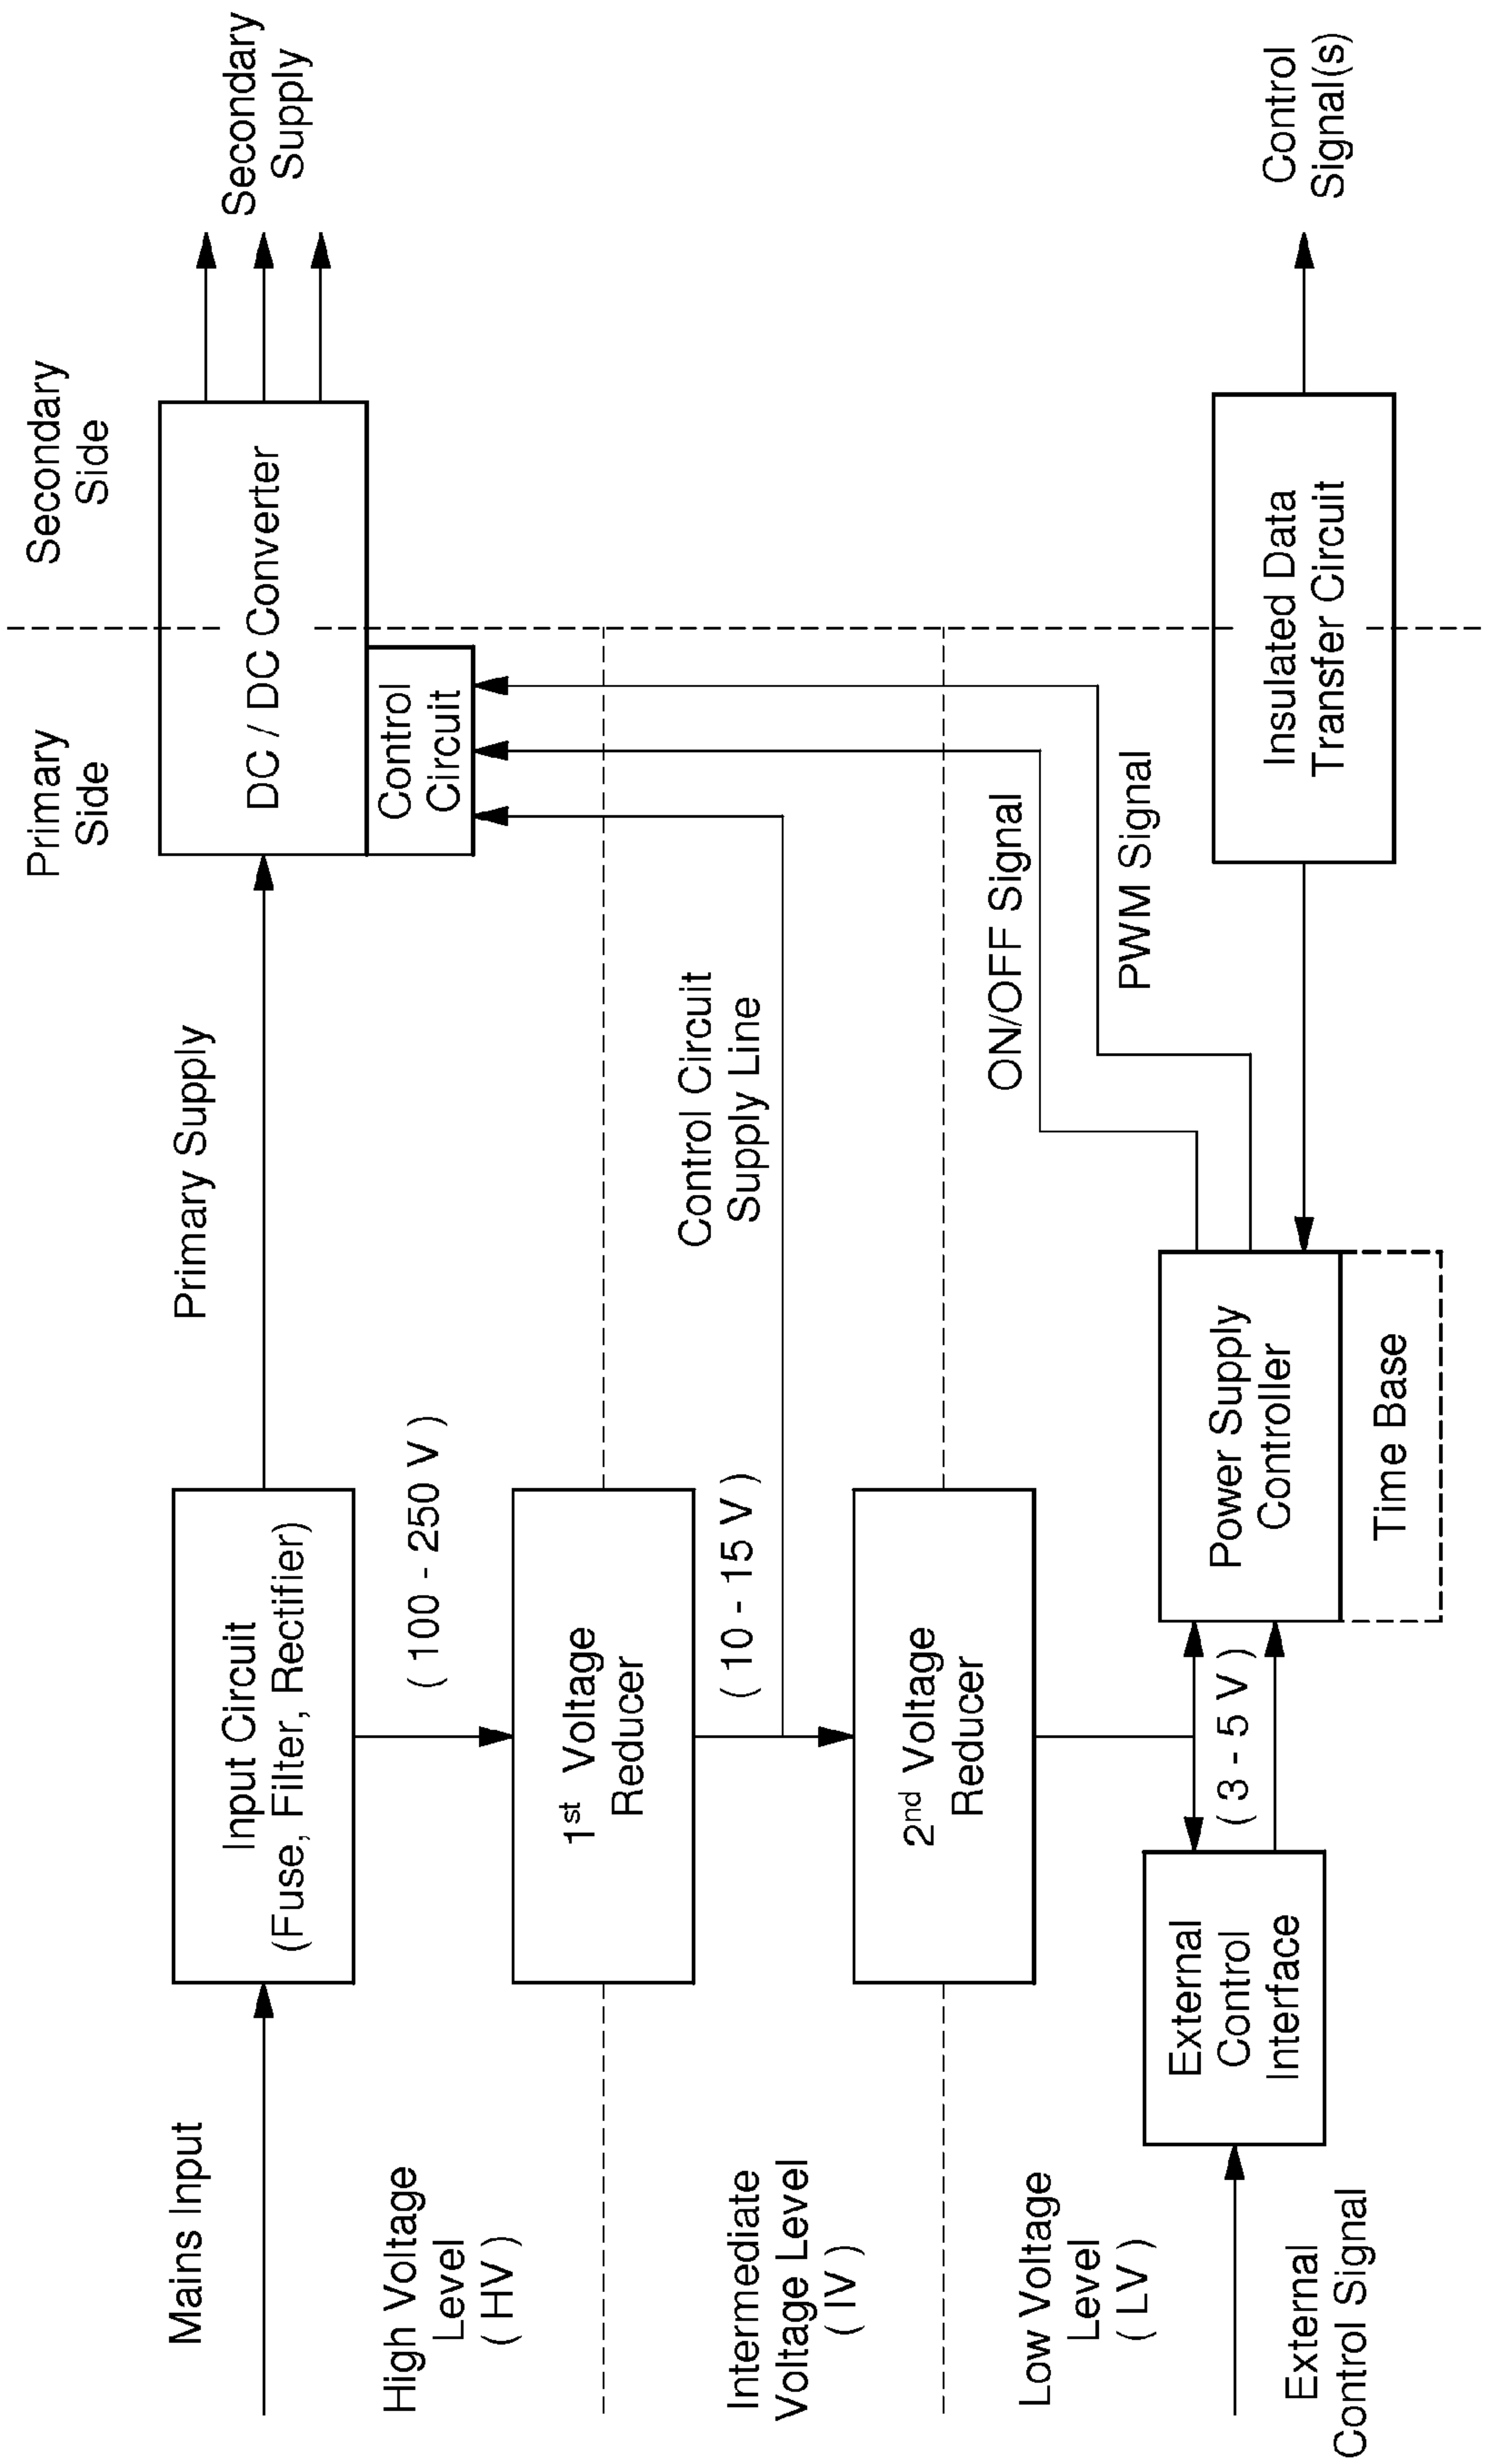 Primary
Side
Secondary
Side
Mains Input
Input Circuit
(Fuse, Filter, Rectifier)
Primary Supply
DC / DC Converter
Secondary
Supply
Control
Circuit
High Voltage
Level
( HV )
( 100 - 250 V )
1st Voltage
Reducer
Control Circuit
Supply Line
Intermediate
Voltage Level
( IV )
( 10 - 15 V )
2nd Voltage
Reducer
ON/OFF Signal
PWM Signal
Low Voltage
Level
( LV )
External
Control
Interface
( 3 - 5 V )
Power Supply
Controller
Insulated Data
Transfer Circuit
Control
Signal(s)
External
Control Signal
Time Base